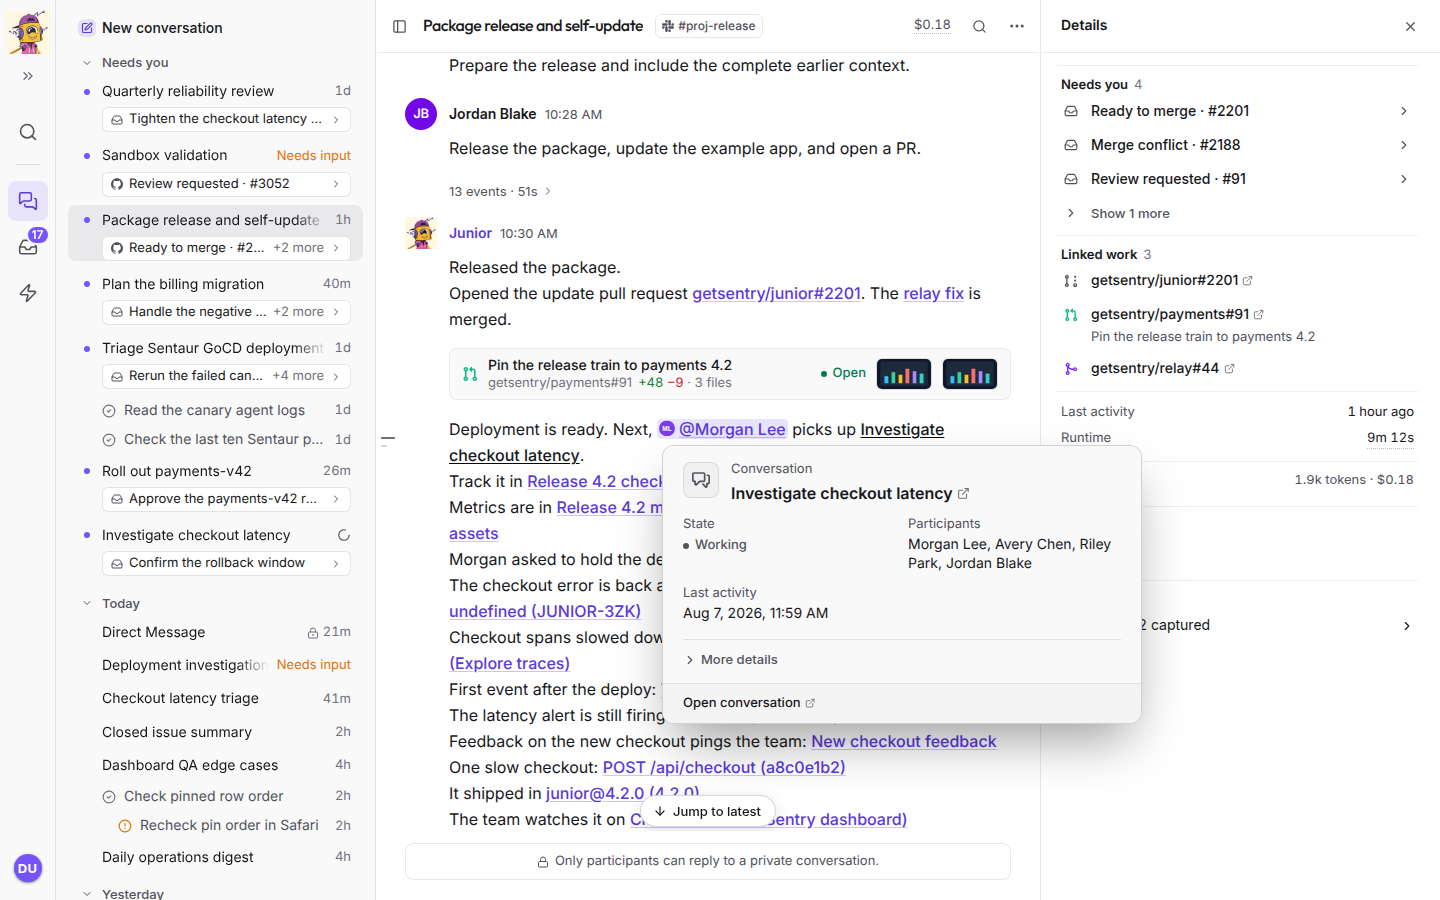 New conversation
Needs you
Quarterly reliability review 1d
Tighten the checkout latency ...
Sandbox validation Needs input
Review requested · #3052
Package release and self-update 1h
Ready to merge · #2... +2 more
17
Plan the billing migration 40m
Handle the negative ... +2 more
Triage Sentaur GoCD deployment 1d
Rerun the failed can... +4 more
Read the canary agent logs 1d
Check the last ten Sentaur p... 1d
Roll out payments-v42 26m
Approve the payments-v42 r...
Investigate checkout latency
Confirm the rollback window
Today
Direct Message 21m
Deployment investigation Needs input
Checkout latency triage 41m
Closed issue summary 2h
Dashboard QA edge cases 4h
Check pinned row order 2h
Recheck pin order in Safari 2h
Daily operations digest 4h
Yesterday
DU
Package release and self-update #proj-release $0.18
Prepare the release and include the complete earlier context.
JB Jordan Blake 10:28 AM
Release the package, update the example app, and open a PR.
13 events · 51s
Junior 10:30 AM
Released the package.
Opened the update pull request getsentry/junior#2201. The relay fix is
merged.
Pin the release train to payments 4.2
getsentry/payments#91 +48 −9 · 3 files
Open
Deployment is ready. Next, ML @Morgan Lee picks up Investigate
checkout latency.
Track it in Release 4.2 check
Metrics are in Release 4.2 m
assets
Morgan asked to hold the de
The checkout error is back a
undefined (JUNIOR-3ZK)
Checkout spans slowed dow
(Explore traces)
First event after the deploy:
The latency alert is still firing
Feedback on the new checkout pings the team: New checkout feedback
One slow checkout: POST /api/checkout (a8c0e1b2)
It shipped in junior@4.2.0 (4.2.0)
The team watches it on C entry dashboard)
Jump to latest
Only participants can reply to a private conversation.
Conversation
Investigate checkout latency
State
Working
Participants
Morgan Lee, Avery Chen, Riley
Park, Jordan Blake
Last activity
Aug 7, 2026, 11:59 AM
More details
Open conversation
Details
Needs you 4
Ready to merge · #2201
Merge conflict · #2188
Review requested · #91
Show 1 more
Linked work 3
getsentry/junior#2201
getsentry/payments#91
Pin the release train to payments 4.2
getsentry/relay#44
Last activity 1 hour ago
Runtime 9m 12s
1.9k tokens · $0.18
2 captured